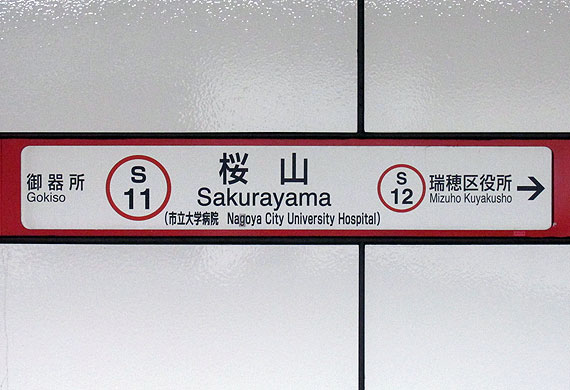 御器所
Gokiso
S
11
桜山
Sakurayama
(市立大学病院 Nagoya City University Hospital)
S
12
瑞穂区役所
Mizuho Kuyakusho
→